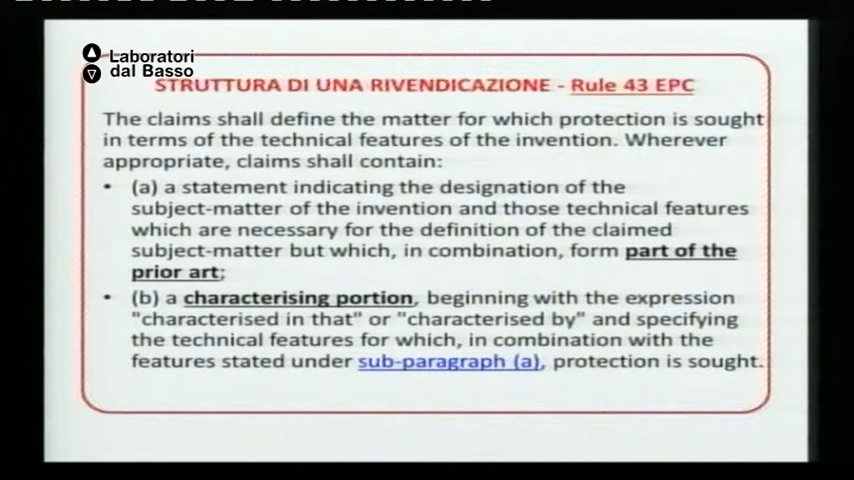 Laboratori
dal Basso
STRUTTURA DI UNA RIVENDICAZIONE - Rule 43 EPC
The claims shall define the matter for which protection is sought
in terms of the technical features of the invention. Wherever
appropriate, claims shall contain:
• (a) a statement indicating the designation of the
subject-matter of the invention and those technical features
which are necessary for the definition of the claimed
subject-matter but which, in combination, form part of the
prior art;
• (b) a characterising portion, beginning with the expression
"characterised in that" or "characterised by" and specifying
the technical features for which, in combination with the
features stated under sub-paragraph (a), protection is sought.